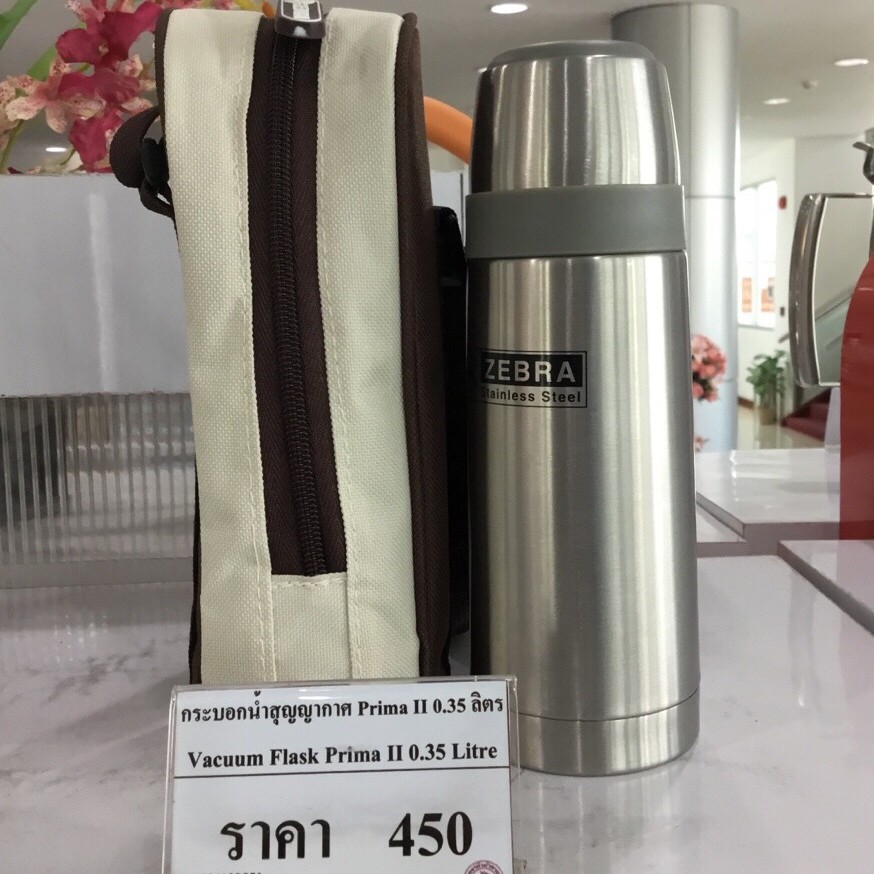 ZEBRA
Stainless Steel
กระบอกน้ำสุญญากาศ Prima II 0.35 ลิตร
Vacuum Flask Prima II 0.35 Litre
ราคา 450